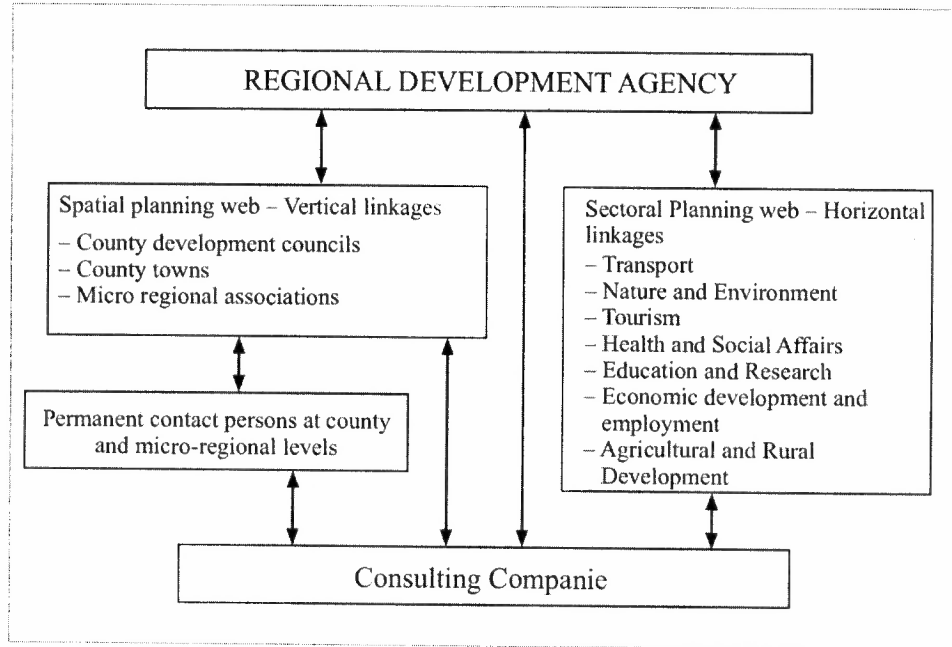 REGIONAL DEVELOPMENT AGENCY
Spatial planning web – Vertical linkages
– County development councils
– County towns
– Micro regional associations
Permanent contact persons at county
and micro-regional levels
Sectoral Planning web – Horizontal
linkages
– Transport
– Nature and Environment
– Tourism
– Health and Social Affairs
– Education and Research
– Economic development and
employment
– Agricultural and Rural
Development
Consulting Companie